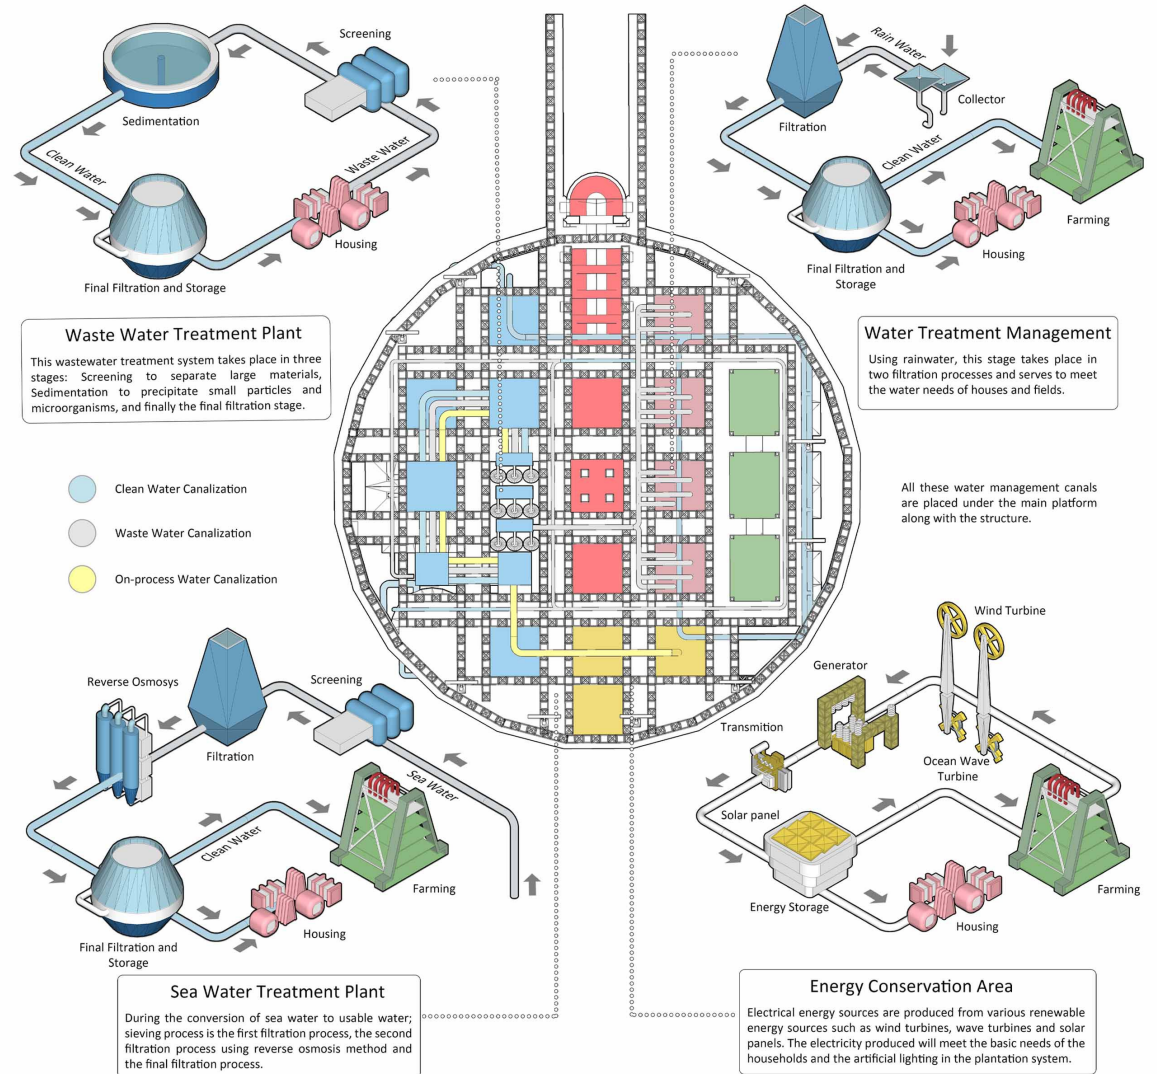 Screening
Sedimentation
Clean Water
Waste Water
Housing
Final Filtration and Storage
Waste Water Treatment Plant
This wastewater treatment system takes place in three
stages: Screening to separate large materials,
Sedimentation to precipitate small particles and
microorganisms, and finally the final filtration stage.
Clean Water Canalization
Waste Water Canalization
On-process Water Canalization
Rain Water
Collector
Filtration
Clean Water
Farming
Housing
Final Filtration and
Storage
Water Treatment Management
Using rainwater, this stage takes place in
two filtration processes and serves to meet
the water needs of houses and fields.
All these water management canals
are placed under the main platform
along with the structure.
Reverse Osmosys
Screening
Filtration
Sea Water
Clean Water
Farming
Housing
Final Filtration and
Storage
Sea Water Treatment Plant
During the conversion of sea water to usable water;
sieving process is the first filtration process, the second
filtration process using reverse osmosis method and
the final filtration process.
Wind Turbine
Generator
Transmition
Ocean Wave
Turbine
Solar panel
Energy Storage
Farming
Housing
Energy Conservation Area
Electrical energy sources are produced from various renewable
energy sources such as wind turbines, wave turbines and solar
panels. The electricity produced will meet the basic needs of the
households and the artificial lighting in the plantation system.